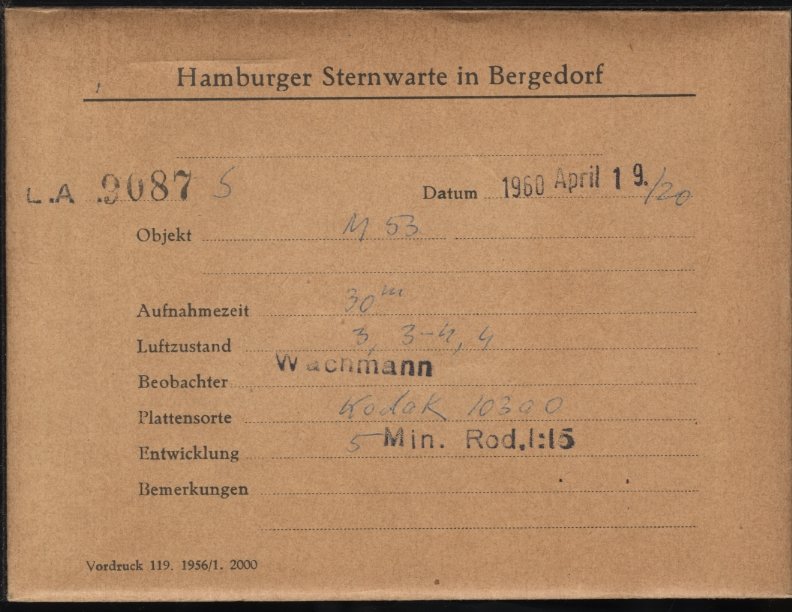 Hamburger Sternwarte in Bergedorf
L.A 9087 S Datum 1960 April 19./20
Objekt M 53
Aufnahmezeit 30m
Luftzustand 3, 3-4, 4
Beobachter Wachmann
Plattensorte Kodak 103aO
Entwicklung 5 Min. Rod.1:15
Bemerkungen
Vordruck 119. 1956/1. 2000